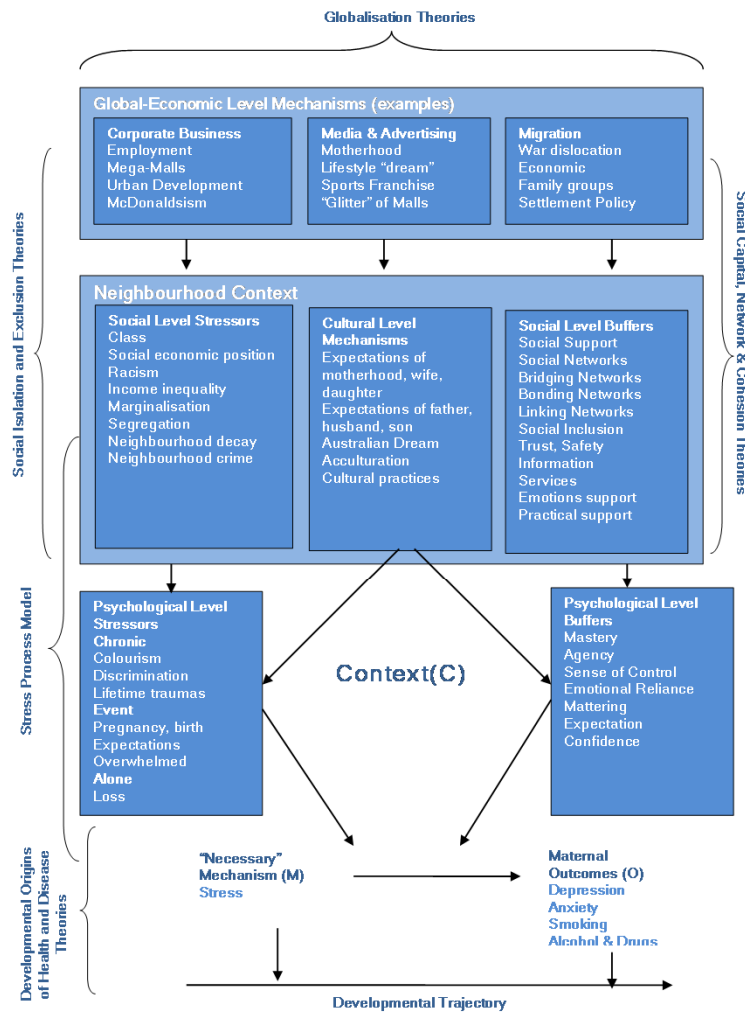 Globalisation Theories
Global-Economic Level Mechanisms (examples)
Corporate Business
Employment
Mega-Malls
Urban Development
McDonaldsism
Media & Advertising
Motherhood
Lifestyle “dream”
Sports Franchise
“Glitter” of Malls
Migration
War dislocation
Economic
Family groups
Settlement Policy
Social Isolation and Exclusion Theories
Social Capital, Network & Cohesion Theories
Neighbourhood Context
Social Level Stressors
Class
Social economic position
Racism
Income inequality
Marginalisation
Segregation
Neighbourhood decay
Neighbourhood crime
Cultural Level
Mechanisms
Expectations of
motherhood, wife,
daughter
Expectations of father,
husband, son
Australian Dream
Acculturation
Cultural practices
Social Level Buffers
Social Support
Social Networks
Bridging Networks
Bonding Networks
Linking Networks
Social Inclusion
Trust, Safety
Information
Services
Emotions support
Practical support
Stress Process Model
Psychological Level
Stressors
Chronic
Colourism
Discrimination
Lifetime traumas
Event
Pregnancy, birth
Expectations
Overwhelmed
Alone
Loss
Context(C)
Psychological Level
Buffers
Mastery
Agency
Sense of Control
Emotional Reliance
Mattering
Expectation
Confidence
Developmental Origins
of Health and Disease
Theories
“Necessary”
Mechanism (M)
Stress
Maternal
Outcomes (O)
Depression
Anxiety
Smoking
Alcohol & Drugs
Developmental Trajectory